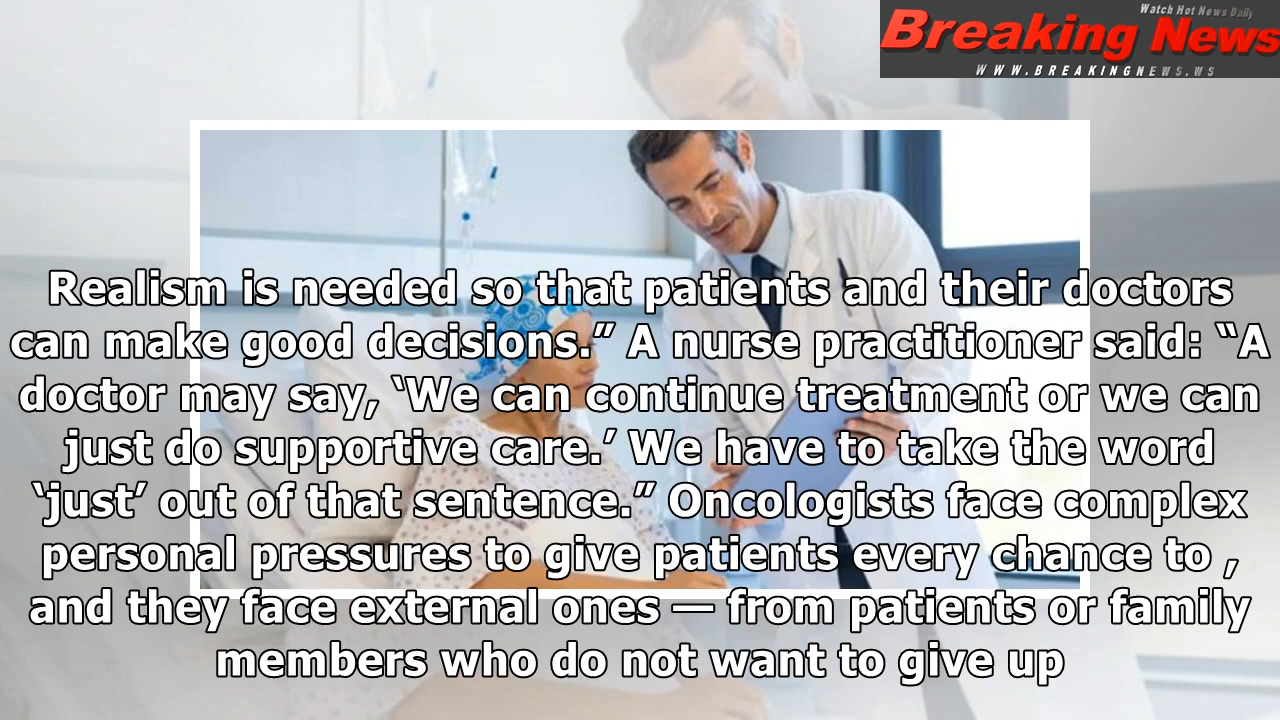 Watch Hot News Daily
Breaking News
WWW.BREAKINGNEWS.WS
Realism is needed so that patients and their doctors
can make good decisions.” A nurse practitioner said: “A
doctor may say, ‘We can continue treatment or we can
just do supportive care.’ We have to take the word
‘just’ out of that sentence.” Oncologists face complex
personal pressures to give patients every chance to ,
and they face external ones — from patients or family
members who do not want to give up